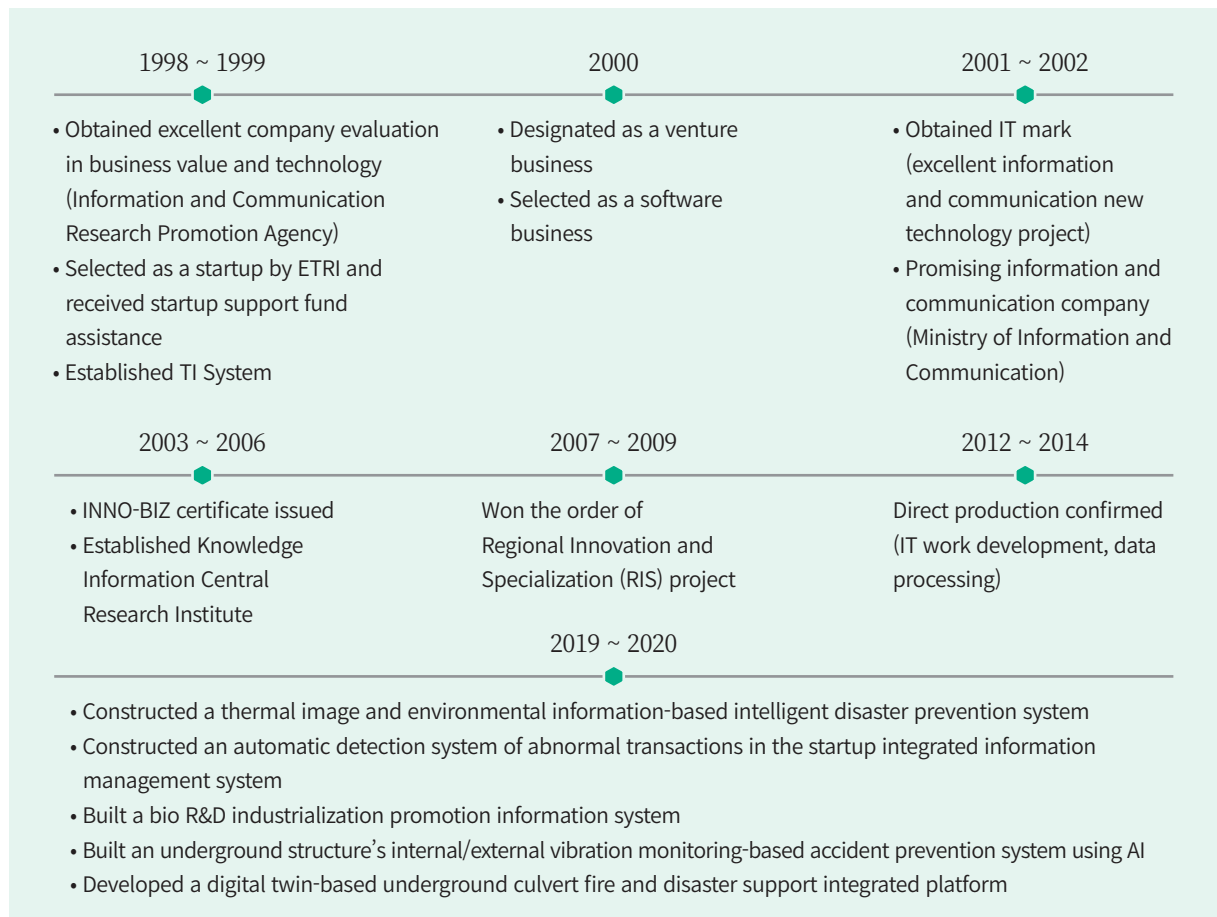 1998 ~ 1999
• Obtained excellent company evaluation
in business value and technology
(Information and Communication
Research Promotion Agency)
• Selected as a startup by ETRI and
received startup support fund
assistance
• Established TI System
2000
• Designated as a venture
business
• Selected as a software
business
2001 ~ 2002
• Obtained IT mark
(excellent information
and communication new
technology project)
• Promising information and
communication company
(Ministry of Information and
Communication)
2003 ~ 2006
• INNO-BIZ certificate issued
• Established Knowledge
Information Central
Research Institute
2007 ~ 2009
Won the order of
Regional Innovation and
Specialization (RIS) project
2012 ~ 2014
Direct production confirmed
(IT work development, data
processing)
2019 ~ 2020
• Constructed a thermal image and environmental information-based intelligent disaster prevention system
• Constructed an automatic detection system of abnormal transactions in the startup integrated information
management system
• Built a bio R&D industrialization promotion information system
• Built an underground structure’s internal/external vibration monitoring-based accident prevention system using AI
• Developed a digital twin-based underground culvert fire and disaster support integrated platform